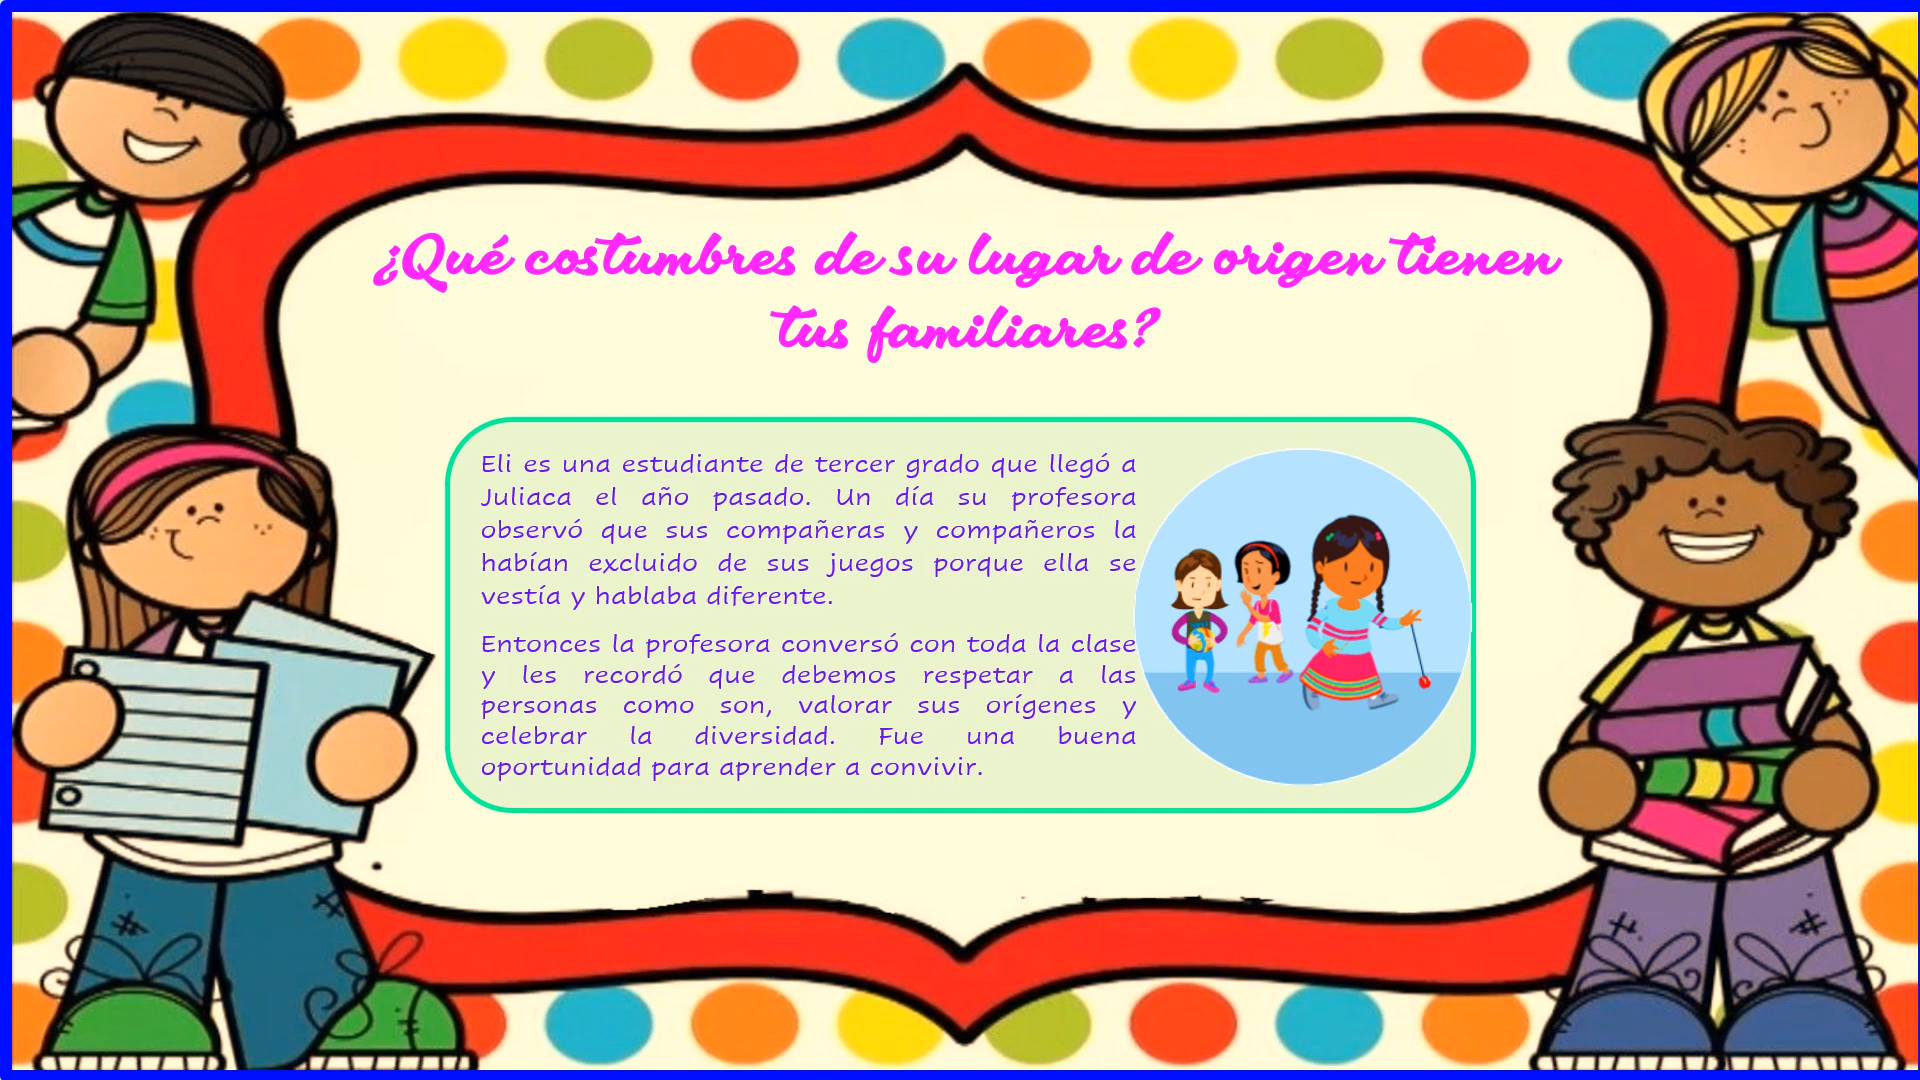 ¿Qué costumbres de su lugar de origen tienen
tus familiares?
Eli es una estudiante de tercer grado que llegó a
Juliaca el año pasado. Un día su profesora
observó que sus compañeras y compañeros la
habían excluido de sus juegos porque ella se
vestía y hablaba diferente.
Entonces la profesora conversó con toda la clase
y les recordó que debemos respetar a las
personas como son, valorar sus orígenes y
celebrar la diversidad. Fue una buena
oportunidad para aprender a convivir.